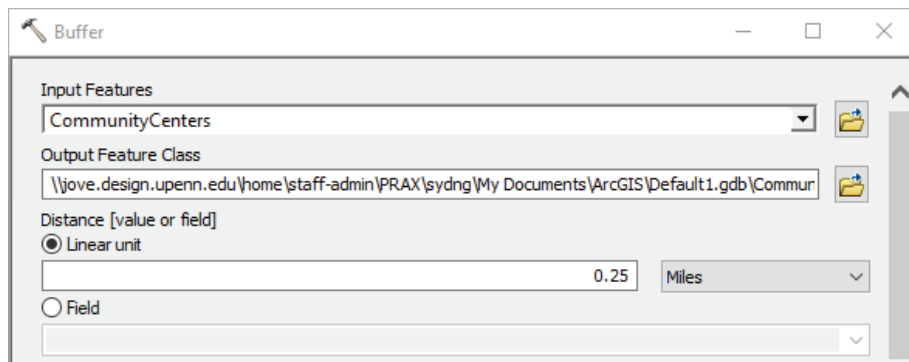 Buffer
Input Features
CommunityCenters
Output Feature Class
\\jove.design.upenn.edu\home\staff-admin\PRAX\sydng\My Documents\ArcGIS\Default1.gdb\Commun
Distance [value or field]
Linear unit
0.25 Miles
Field